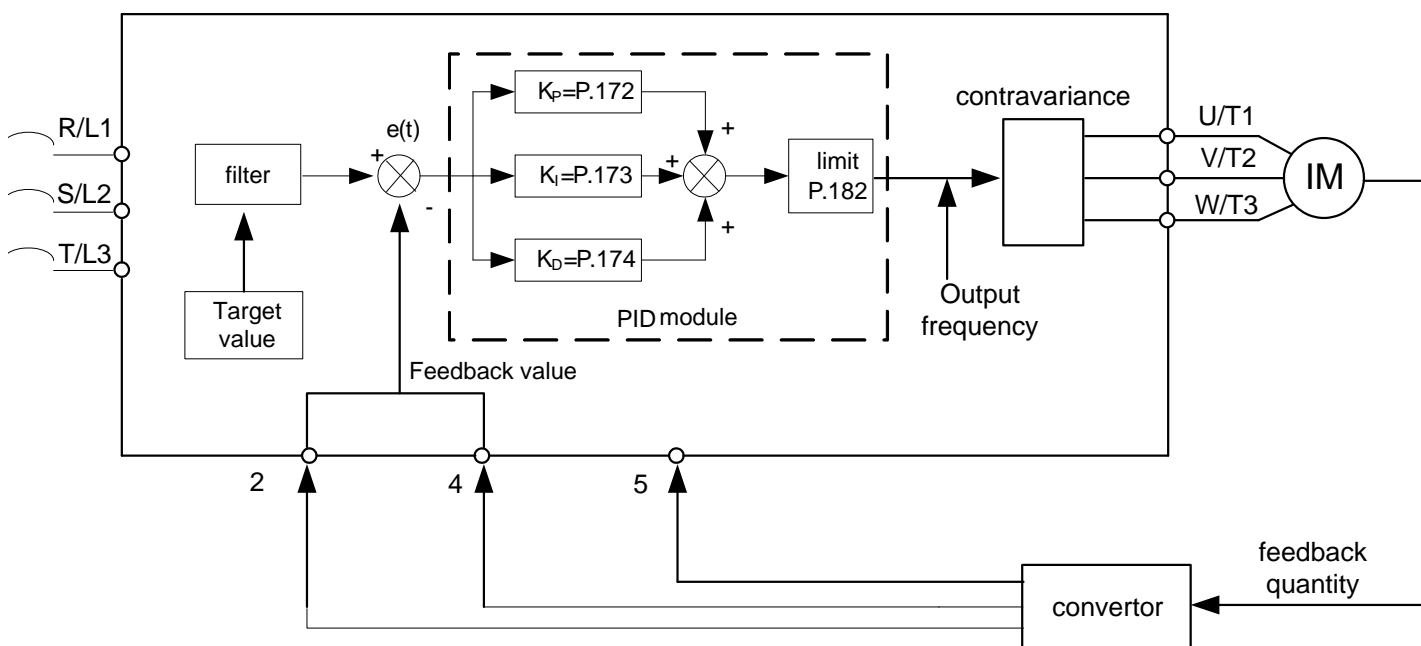 R/L1
S/L2
T/L3
filter
Target
value
+
e(t)
-
Feedback value
KP=P.172
KI=P.173
KD=P.174
+
+
+
PID module
limit
P.182
Output
frequency
contravariance
U/T1
V/T2
W/T3
IM
2
4
5
convertor
feedback
quantity